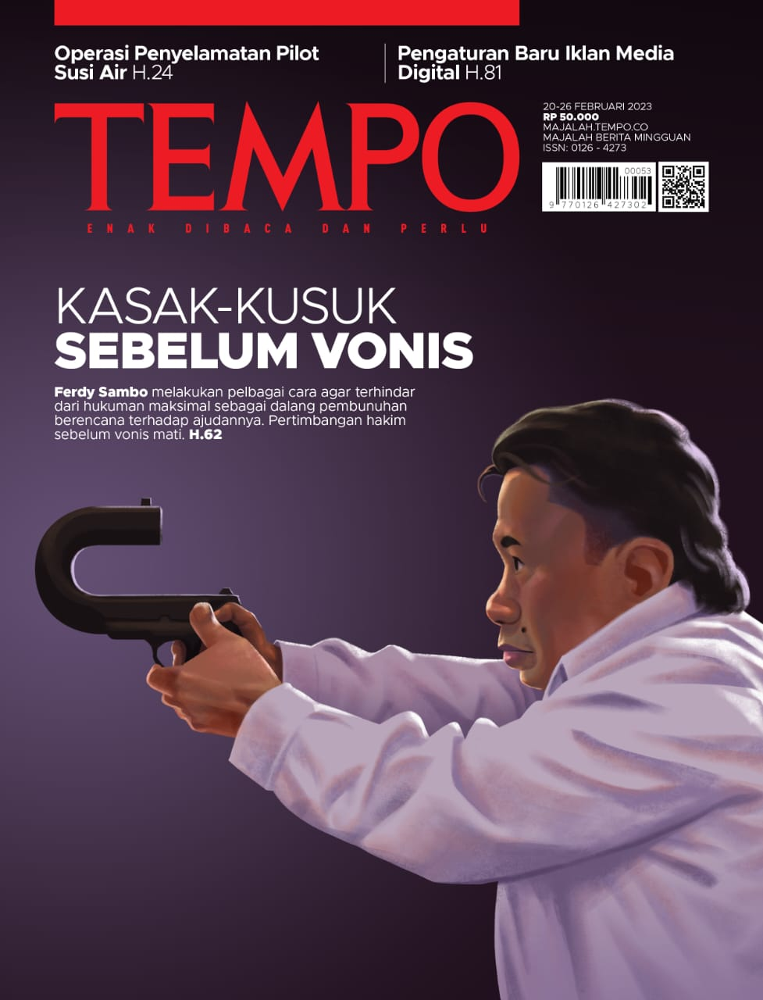 Operasi Penyelamatan Pilot
Susi Air H.24
Pengaturan Baru Iklan Media
Digital H.81
TEMPO
ENAK DIBACA DAN PERLU
20-26 FEBRUARI 2023
RP 50.000
MAJALAH.TEMPO.CO
MAJALAH BERITA MINGGUAN
ISSN: 0126 - 4273
00053
9 770126 427302
KASAK-KUSUK
SEBELUM VONIS
Ferdy Sambo melakukan pelbagai cara agar terhindar
dari hukuman maksimal sebagai dalang pembunuhan
berencana terhadap ajudannya. Pertimbangan hakim
sebelum vonis mati. H.62